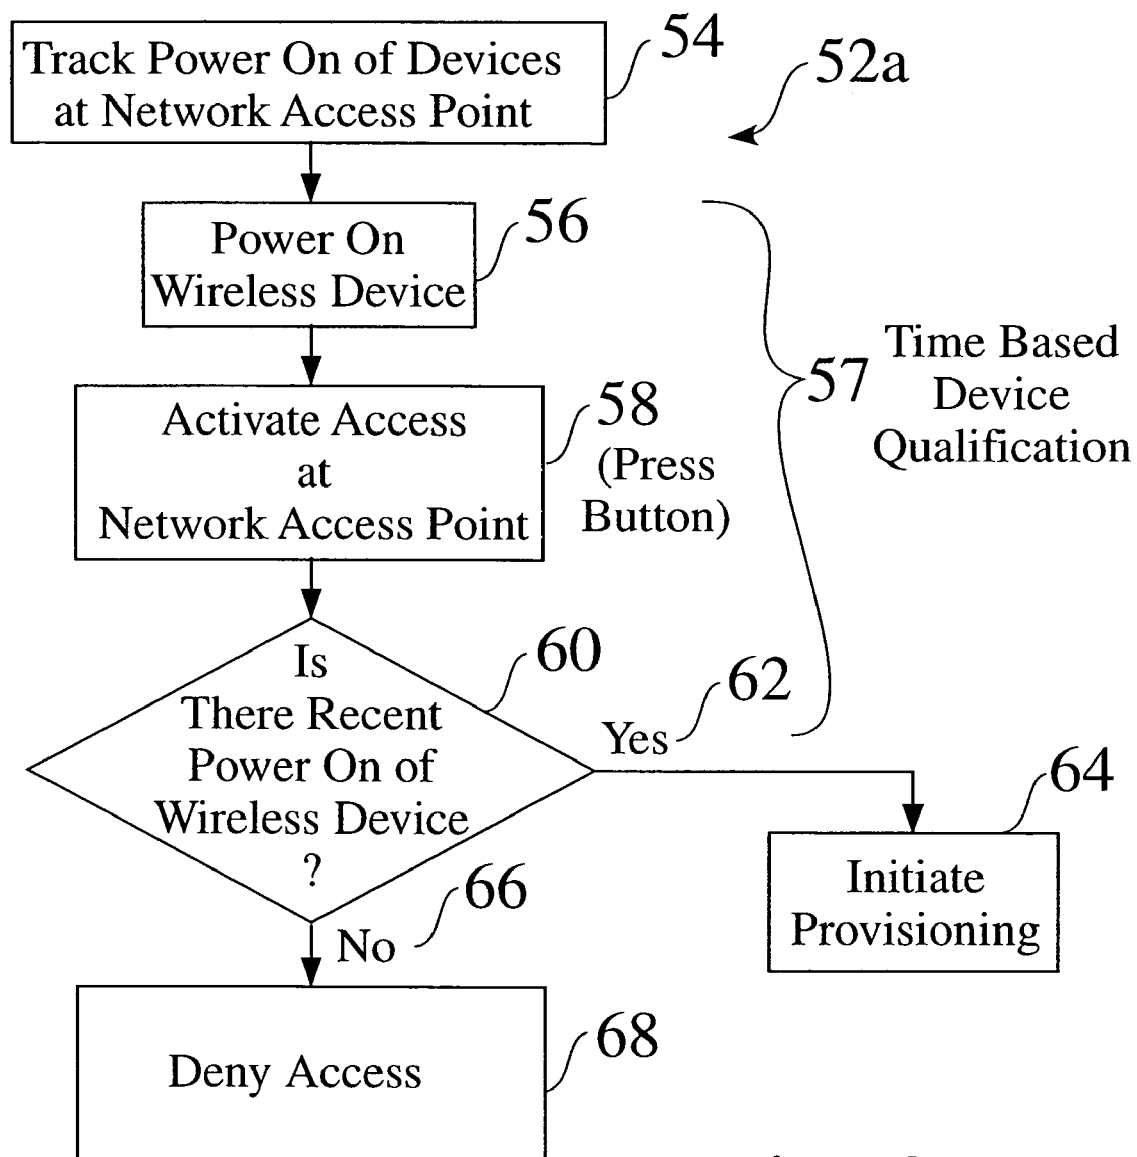 Track Power On of Devices
at Network Access Point
54
52a
Power On
Wireless Device
56
57
Time Based
Device
Qualification
Activate Access
at
Network Access Point
58
(Press
Button)
Is
There Recent
Power On of
Wireless Device
?
60
Yes
62
64
Initiate
Provisioning
66
No
Deny Access
68